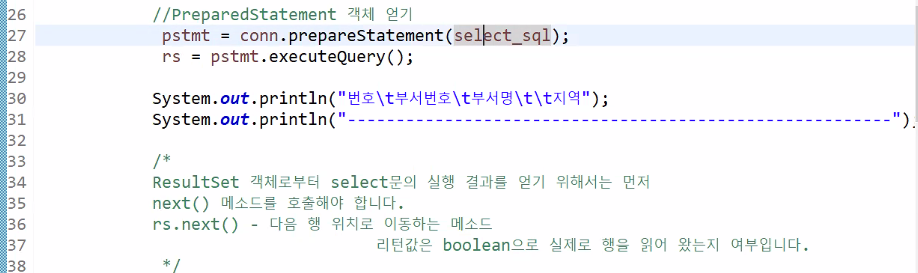 26 //PreparedStatement 객체 얻기
27 pstmt = conn.prepareStatement(select_sql);
28 rs = pstmt.executeQuery();
29
30 System.out.println("번호\t부서번호\t부서명\t\t지역");
31 System.out.println("--------------------------------------------------------")
32
33 /*
34 ResultSet 객체로부터 select문의 실행 결과를 얻기 위해서는 먼저
35 next() 메소드를 호출해야 합니다.
36 rs.next() - 다음 행 위치로 이동하는 메소드
37 리턴값은 boolean으로 실제로 행을 읽어 왔는지 여부입니다.
38 */